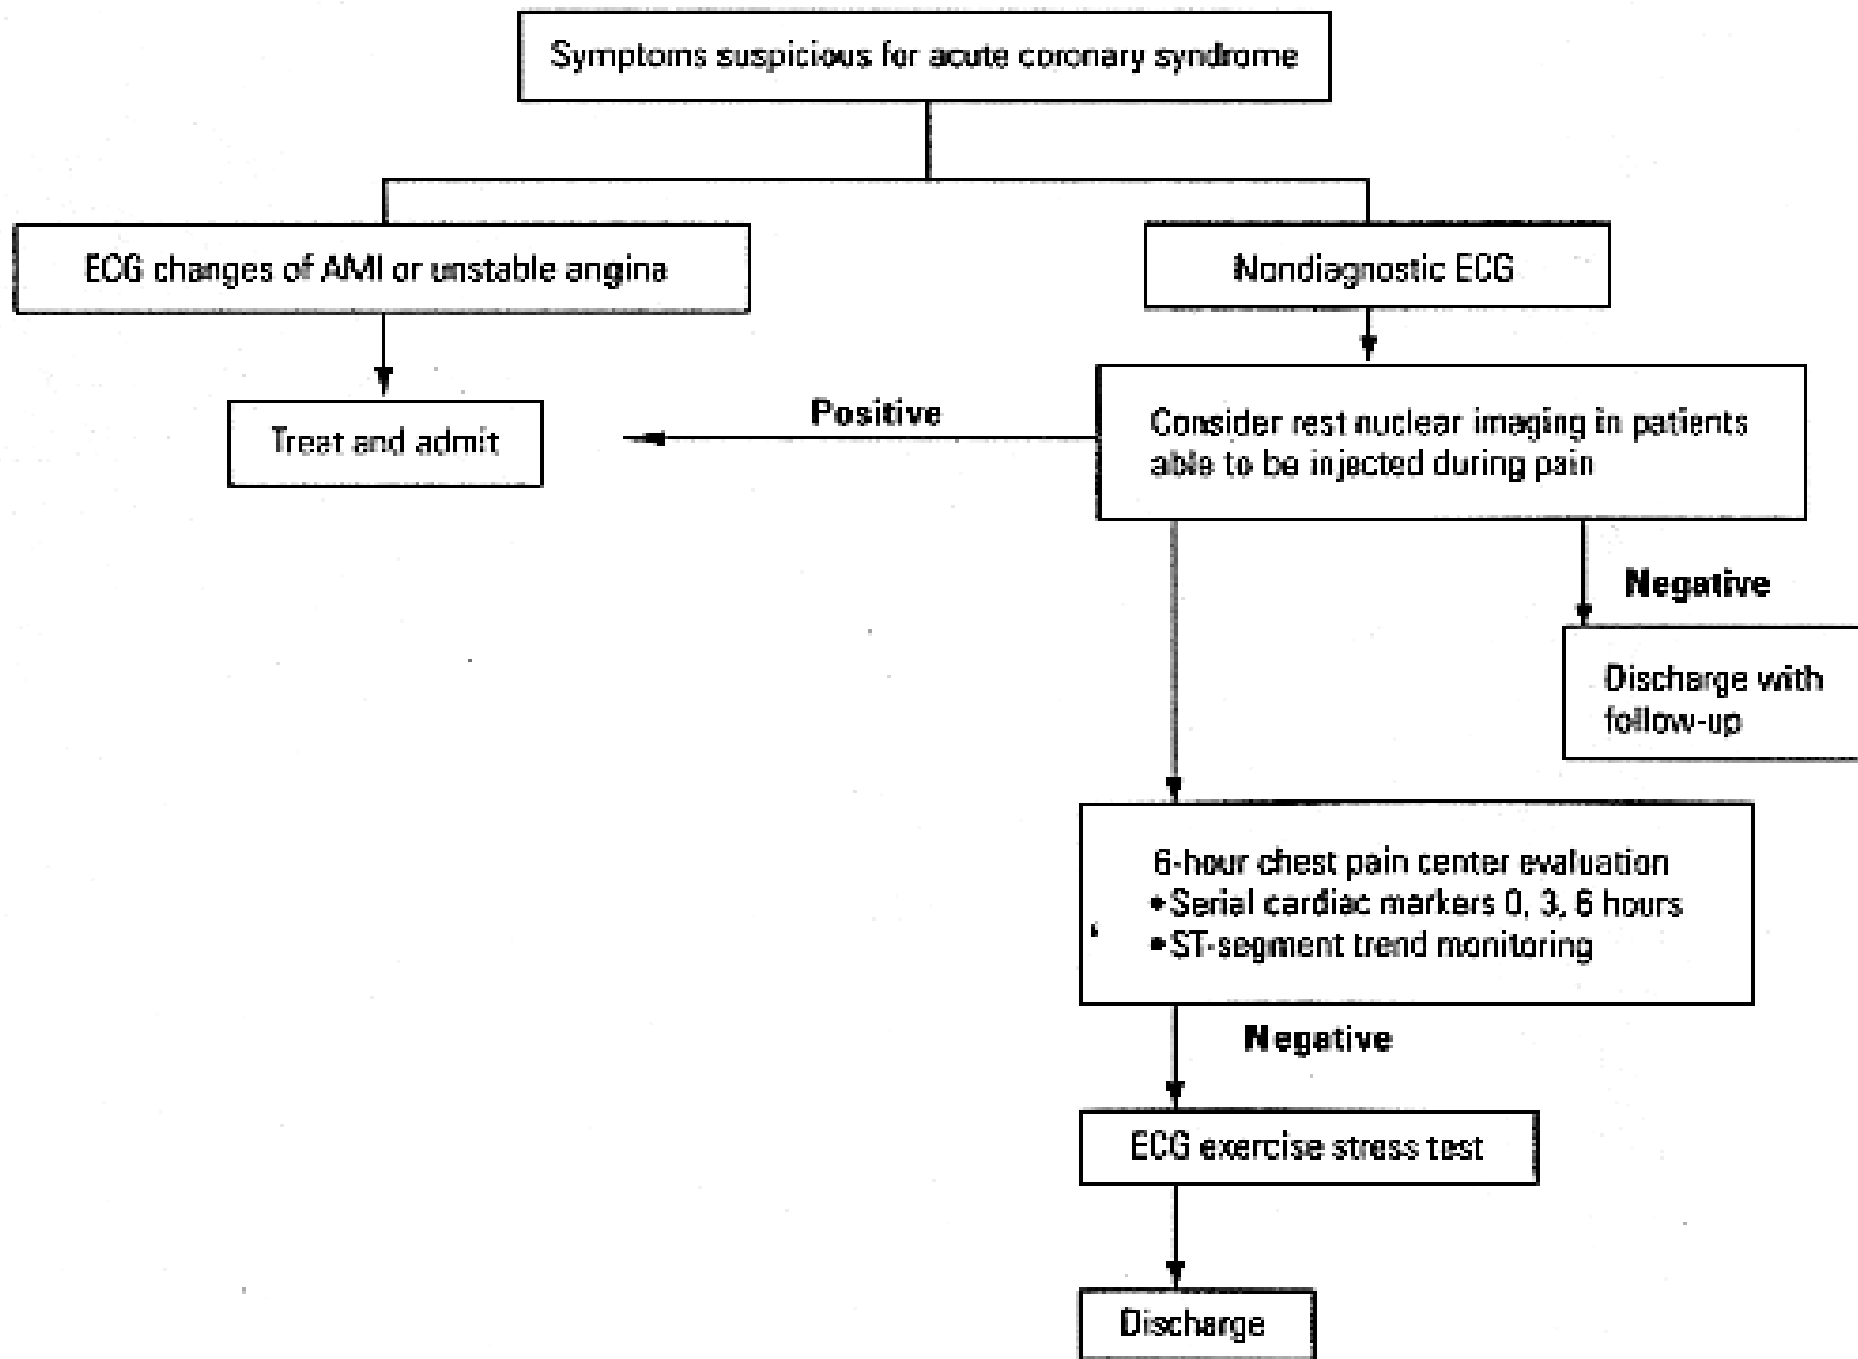 Symptoms suspicious for acute coronary syndrome
ECG changes of AMI or unstable angina
Nondiagnostic ECG
Treat and admit
Positive
Consider rest nuclear imaging in patients
able to be injected during pain
Negative
Discharge with
follow-up
6-hour chest pain center evaluation
•Serial cardiac markers 0, 3, 6 hours
•ST-segment trend monitoring
Negative
ECG exercise stress test
Discharge